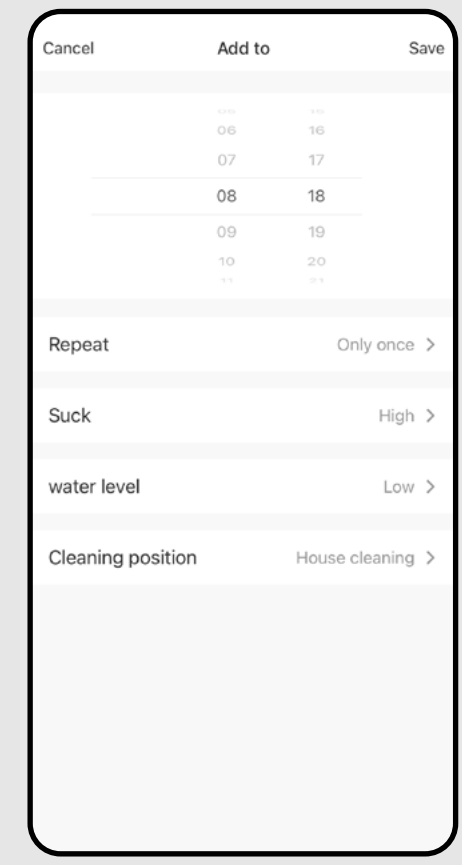 Cancel Add to Save
06 16
07 17
08 18
09 19
10 20
Repeat Only once >
Suck High >
water level Low >
Cleaning position House cleaning >